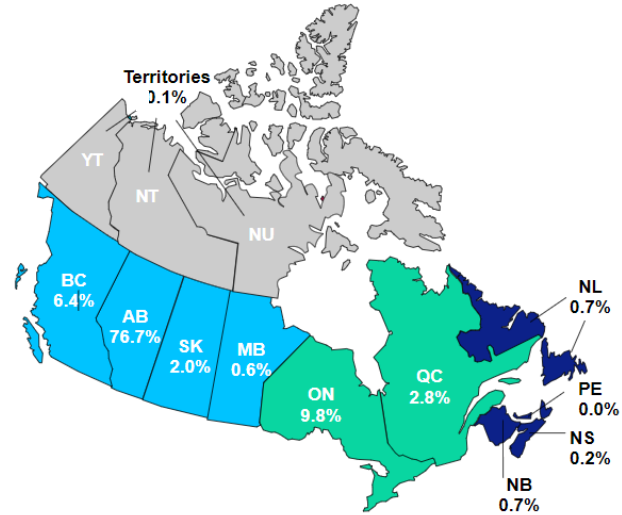 Territories
0.1%
YT
NT
NU
BC
6.4%
AB
76.7%
SK
2.0%
MB
0.6%
ON
9.8%
QC
2.8%
NL
0.7%
PE
0.0%
NS
0.2%
NB
0.7%